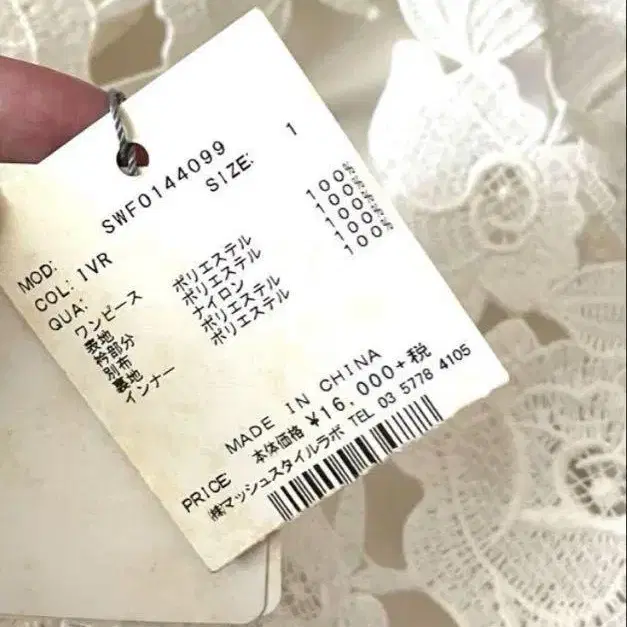 MOD: SWF0144099
COL: IVR SIZE: 1
QUA:
ワンピース
表地 ポリエステル 100%
衿部分 ポリエステル 100%
別布 ナイロン 100%
裏地 ポリエステル 100%
インナー ポリエステル 100%
MADE IN CHINA
PRICE 本体価格 ¥16,000+税
㈱マッシュスタイルラボ TEL 03 5778 4105